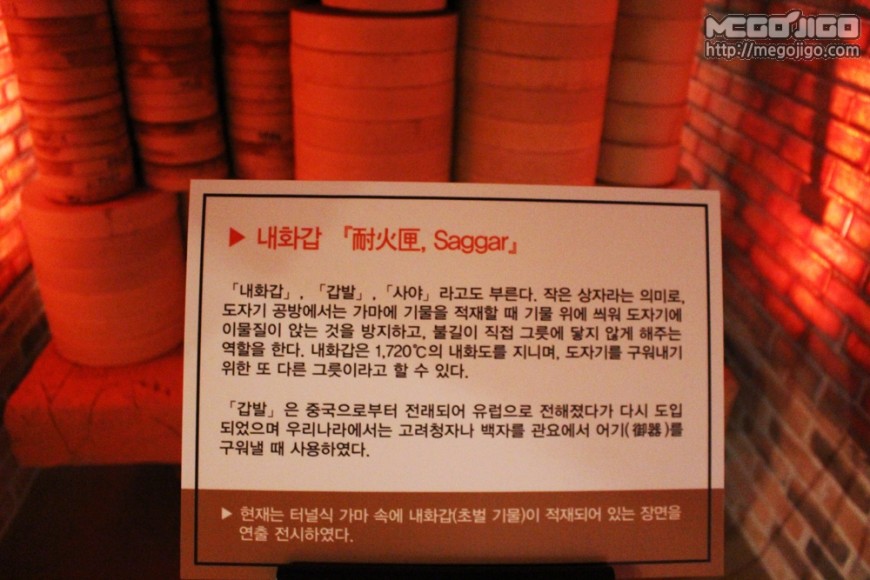 MEGOJIGO
http://megojigo.com
▶ 내화갑 『耐火匣, Saggar』
「내화갑」, 「갑발」, 「사야」라고도 부른다. 작은 상자라는 의미로,
도자기 공방에서는 가마에 기물을 적재할 때 기물 위에 씌워 도자기에
이물질이 앉는 것을 방지하고, 불길이 직접 그릇에 닿지 않게 해주는
역할을 한다. 내화갑은 1,720℃의 내화도를 지니며, 도자기를 구워내기
위한 또 다른 그릇이라고 할 수 있다.
「갑발」은 중국으로부터 전래되어 유럽으로 전해졌다가 다시 도입
되었으며 우리나라에서는 고려청자나 백자를 관요에서 어기(御器)를
구워낼 때 사용하였다.
▶ 현재는 터널식 가마 속에 내화갑(초벌 기물)이 적재되어 있는 장면을
연출 전시하였다.